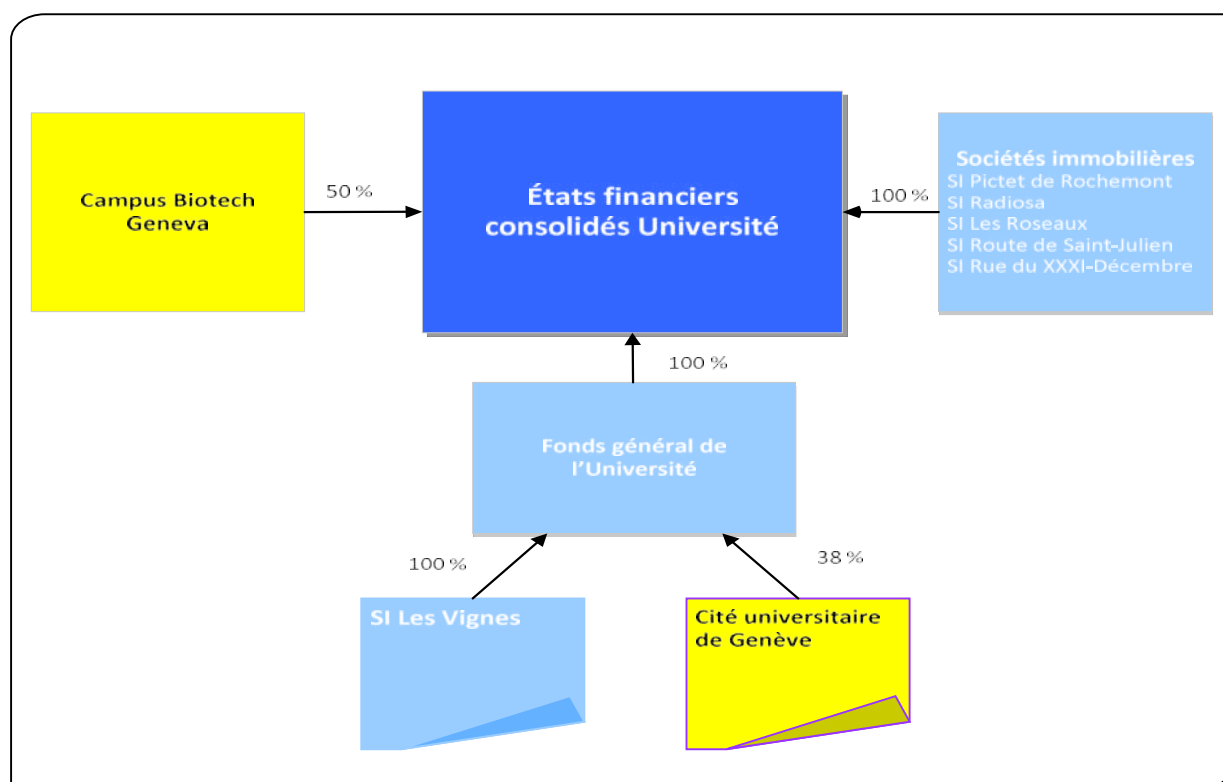 Campus Biotech
Geneva
50 %
États financiers
consolidés Université
100 %
Sociétés immobilières
SI Pictet de Rochemont
SI Radiosa
SI Les Roseaux
SI Route de Saint-Julien
SI Rue du XXXI-Décembre
100 %
Fonds général de
l’Université
100 %
38 %
SI Les Vignes
Cité universitaire
de Genève